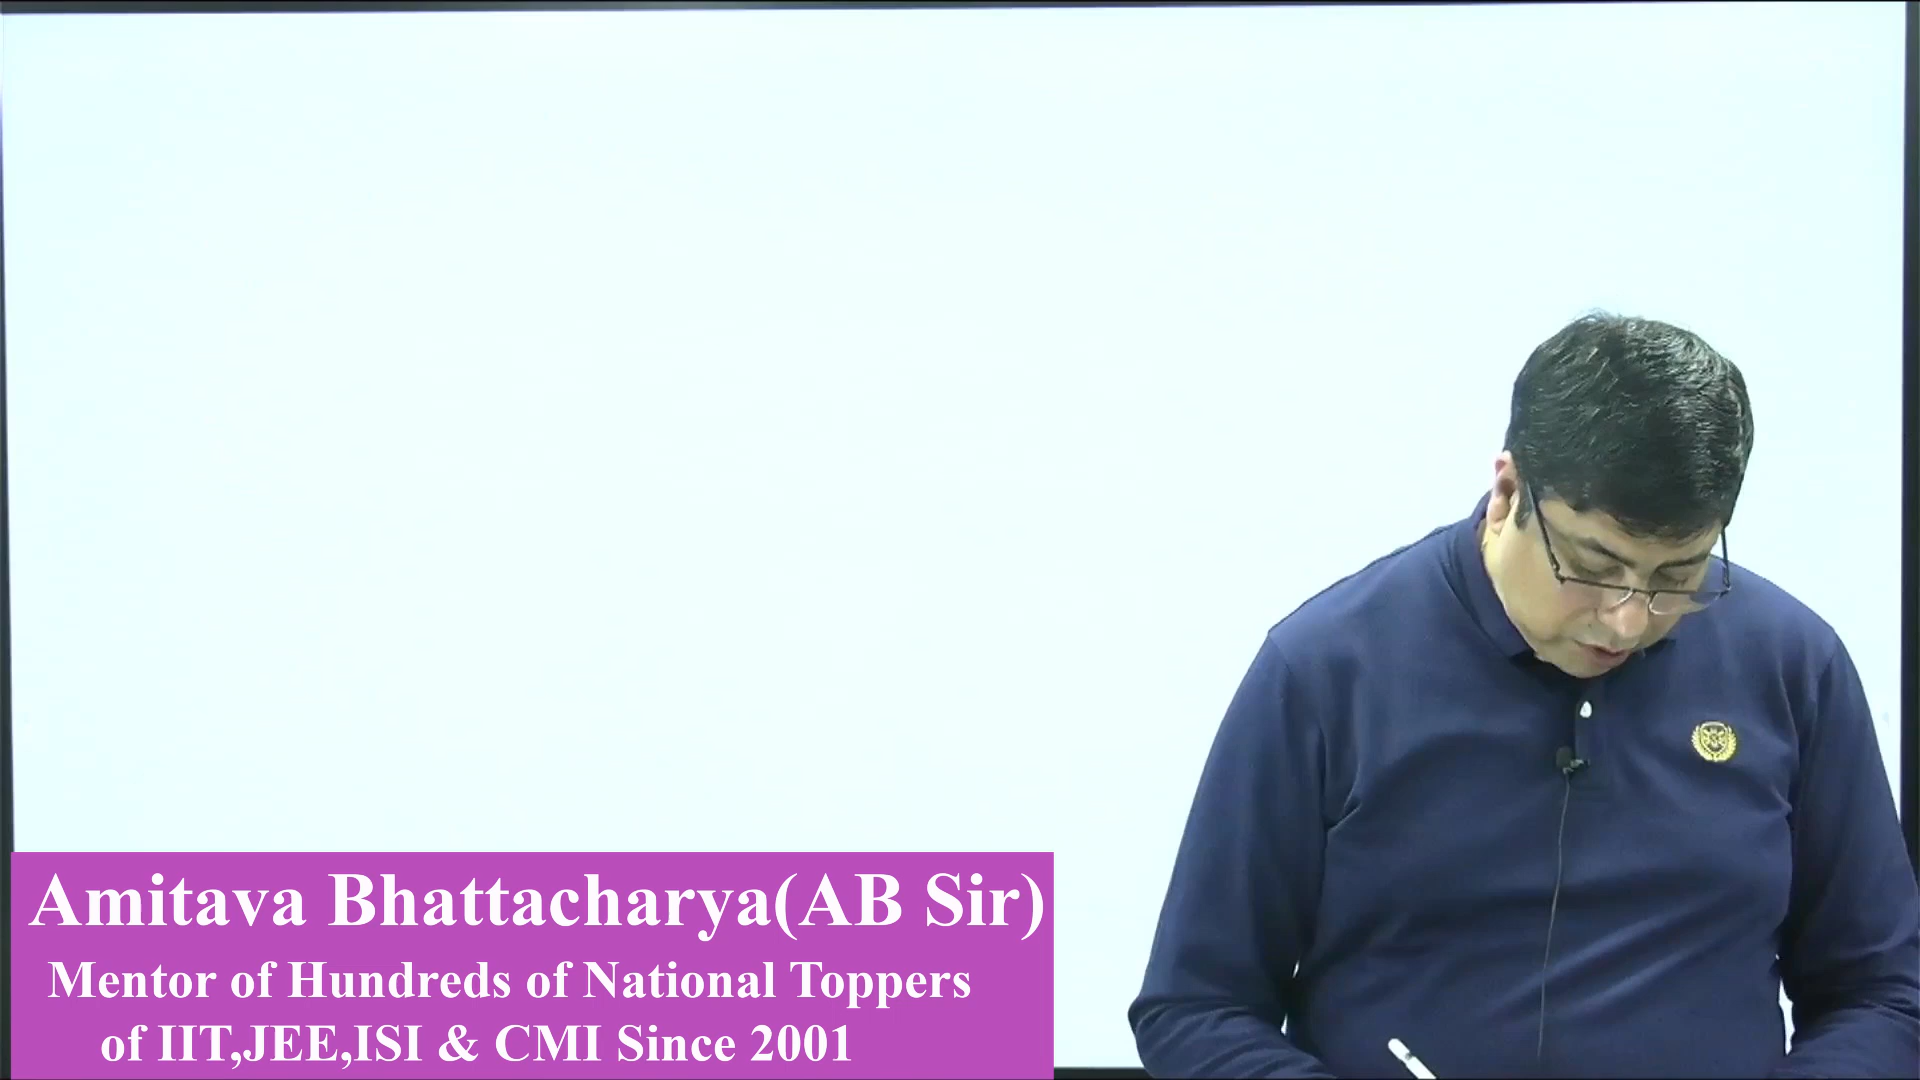 Amitava Bhattacharya(AB Sir)
Mentor of Hundreds of National Toppers
of IIT,JEE,ISI & CMI Since 2001